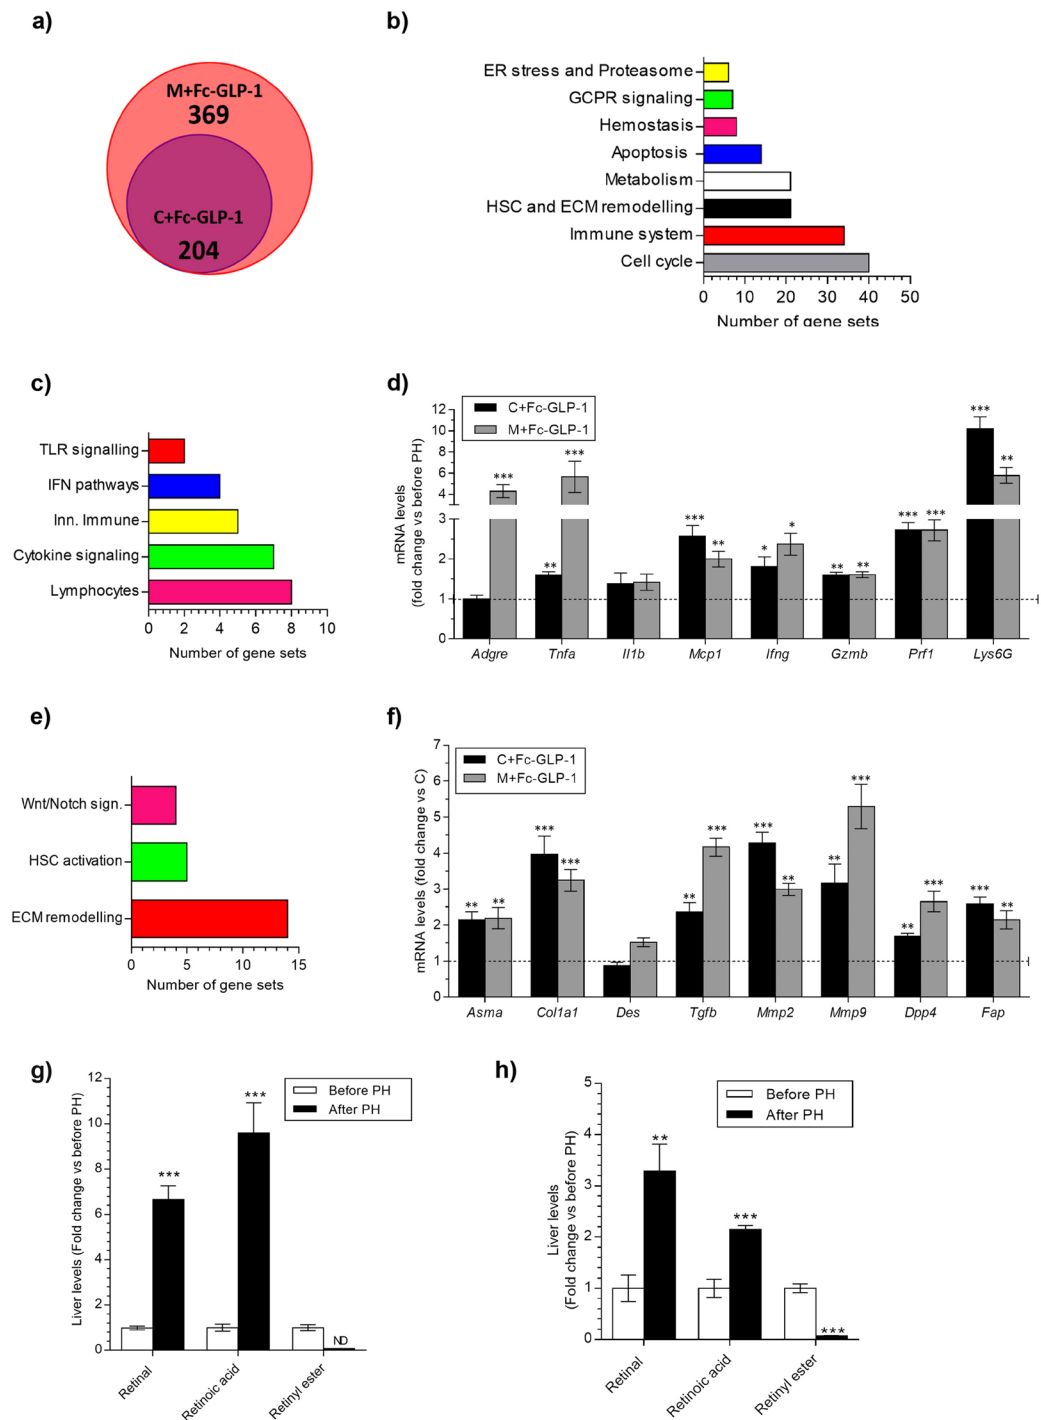 a)
M+Fc-GLP-1
369
C+Fc-GLP-1
204
b)
ER stress and Proteasome
GCPR signaling
Hemostasis
Apoptosis
Metabolism
HSC and ECM remodelling
Immune system
Cell cycle
0 10 20 30 40 50
Number of gene sets
c)
TLR signalling
IFN pathways
Inn. Immune
Cytokine signaling
Lymphocytes
0 2 4 6 8 10
Number of gene sets
d)
mRNA levels
(fold change vs before PH)
C+Fc-GLP-1
M+Fc-GLP-1
12
10
8
6
4
3
2
1
0
*** ** *** *** ** * * ** ** *** *** *** **
Adgre Tnfa Il1b Mcp1 Ifng Gzmb Prf1 Lys6G
e)
Wnt/Notch sign.
HSC activation
ECM remodelling
0 5 10 15
Number of gene sets
f)
mRNA levels (fold change vs C)
C+Fc-GLP-1
M+Fc-GLP-1
7
6
5
4
3
2
1
0
** ** *** *** ** *** *** ** ** *** ** *** *** **
Asma Col1a1 Des Tgfb Mmp2 Mmp9 Dpp4 Fap
g)
Liver levels (Fold change vs before PH)
Before PH
After PH
12
10
8
6
4
2
0
*** *** ND
Retinal
Retinoic acid
Retinyl ester
h)
Liver levels
(Fold change vs before PH)
Before PH
After PH
5
4
3
2
1
0
** *** ***
Retinal
Retinoic acid
Retinyl ester